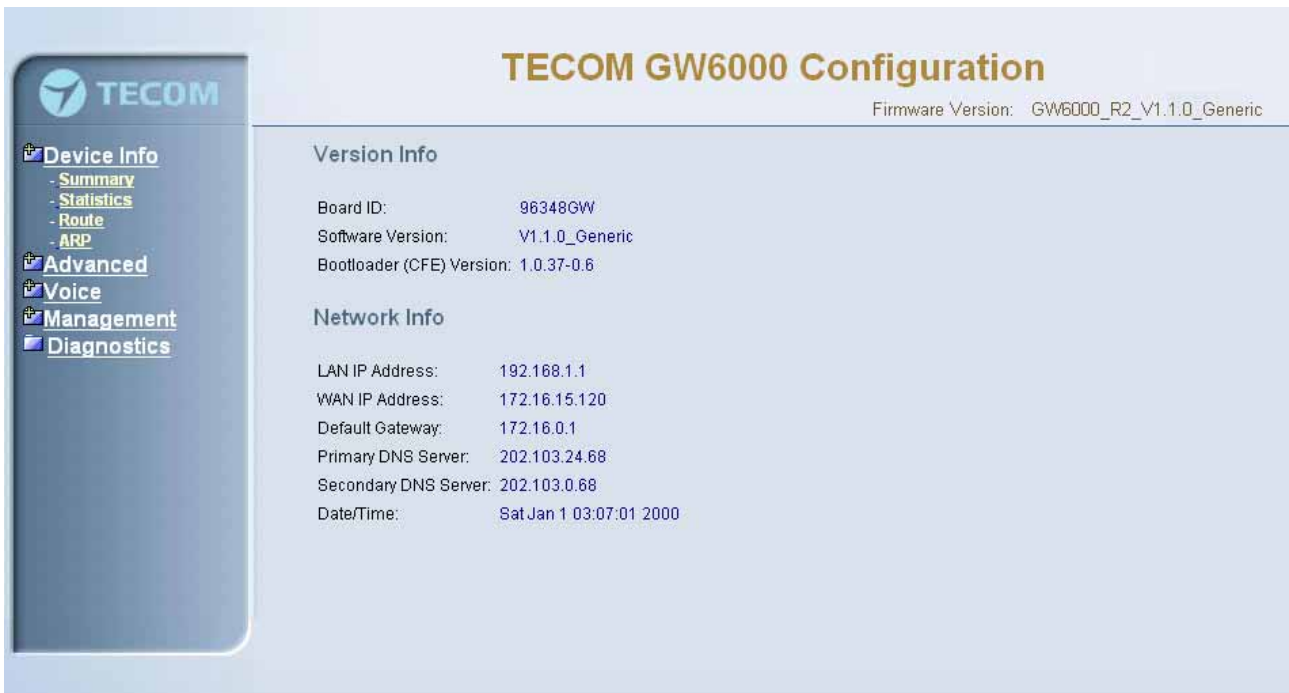 TECOM
TECOM GW6000 Configuration
Firmware Version: GW6000_R2_V1.1.0_Generic
Device Info
- Summary
- Statistics
- Route
- ARP
Advanced
Voice
Management
Diagnostics
Version Info
Board ID: 96348GW
Software Version: V1.1.0_Generic
Bootloader (CFE) Version: 1.0.37-0.6
Network Info
LAN IP Address: 192.168.1.1
WAN IP Address: 172.16.15.120
Default Gateway: 172.16.0.1
Primary DNS Server: 202.103.24.68
Secondary DNS Server: 202.103.0.68
Date/Time: Sat Jan 1 03:07:01 2000